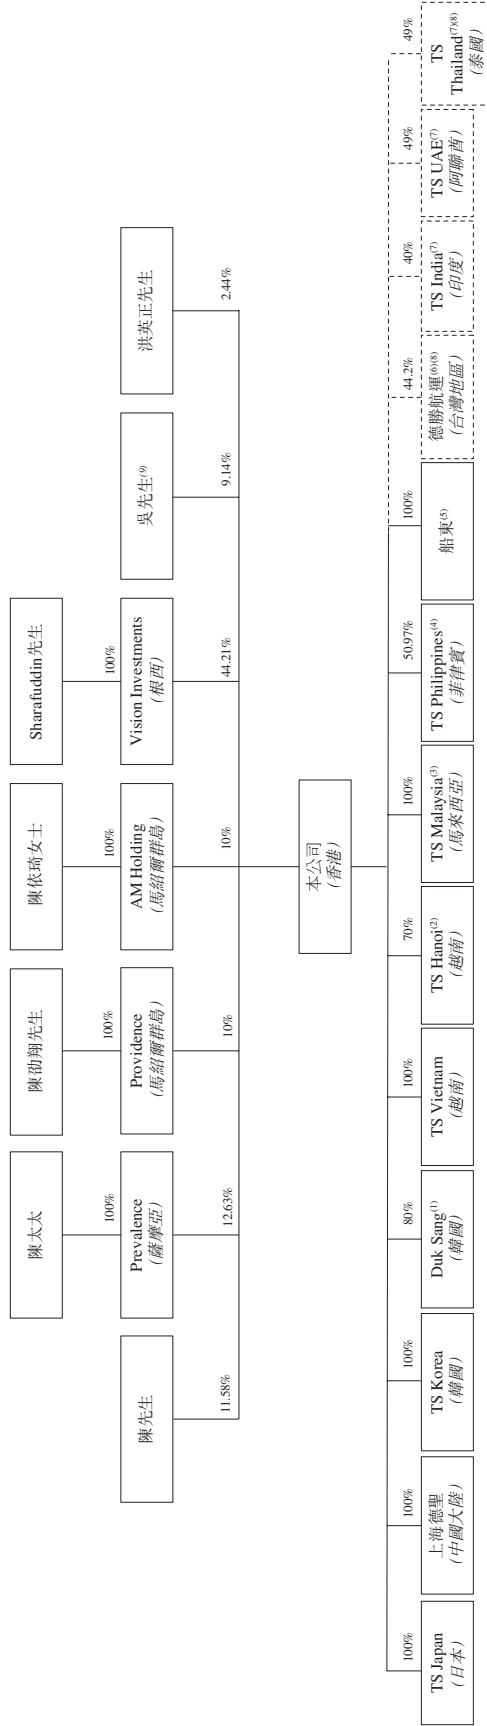 陳太太
陳劭翔先生
陳依琦女士
Sharafuddin先生
100%
100%
100%
100%
陳先生
Prevalence
(薩摩亞)
Providence
(馬紹爾群島)
AM Holding
(馬紹爾群島)
Vision Investments
(根西)
吳先生(9)
洪英正先生
11.58%
12.63%
10%
10%
44.21%
9.14%
2.44%
本公司
(香港)
100%
100%
100%
80%
100%
70%
100%
50.97%
100%
44.2%
40%
49%
49%
TS Japan
(日本)
上海德聖
(中國大陸)
TS Korea
(韓國)
Duk Sang(1)
(韓國)
TS Vietnam
(越南)
TS Hanoi(2)
(越南)
TS Malaysia(3)
(馬來西亞)
TS Philippines(4)
(菲律賓)
船東(5)
德勝航運(6)(8)
(台灣地區)
TS India(7)
(印度)
TS UAE(7)
(阿聯酋)
TS
Thailand(7)(8)
(泰國)